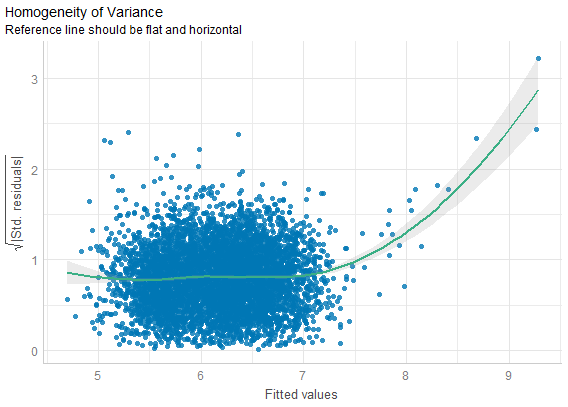 Homogeneity of Variance
Reference line should be flat and horizontal
√|Std. residuals|
3
2
1
0
5 6 7 8 9
Fitted values